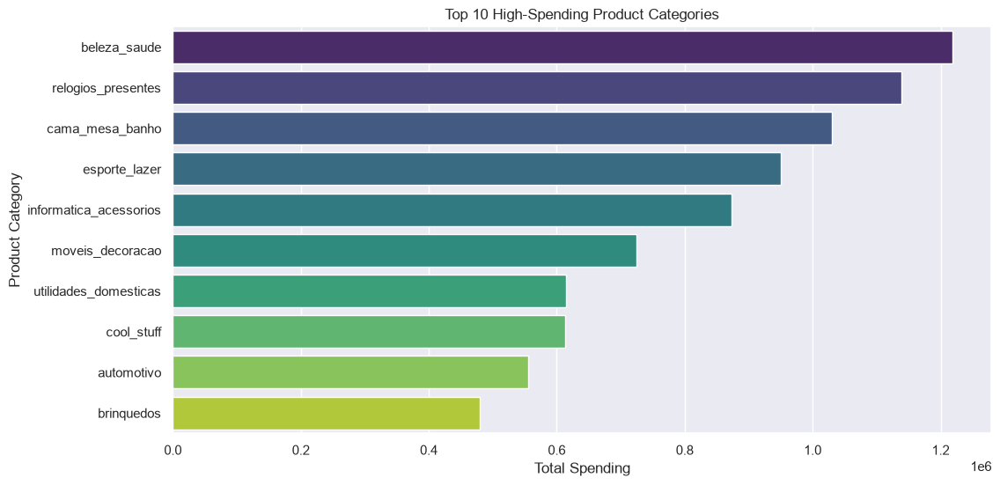 Top 10 High-Spending Product Categories
Product Category
beleza_saude
relogios_presentes
cama_mesa_banho
esporte_lazer
informatica_acessorios
moveis_decoracao
utilidades_domesticas
cool_stuff
automotivo
brinquedos
0.0 0.2 0.4 0.6 0.8 1.0 1.2
1e6
Total Spending